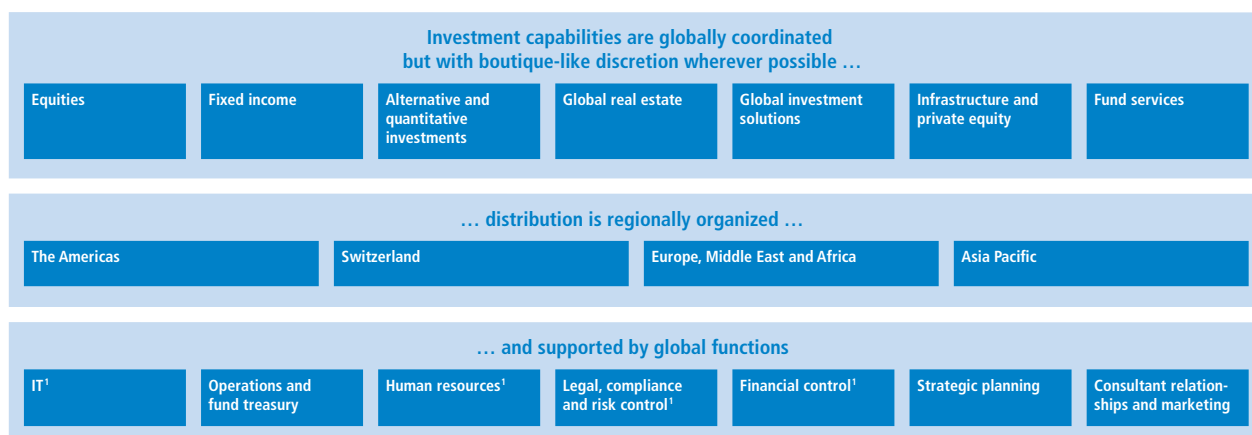 Investment capabilities are globally coordinated
but with boutique-like discretion wherever possible …
Equities
Fixed income
Alternative and
quantitative
investments
Global real estate
Global investment
solutions
Infrastructure and
private equity
Fund services
… distribution is regionally organized …
The Americas
Switzerland
Europe, Middle East and Africa
Asia Pacific
… and supported by global functions
IT¹
Operations and
fund treasury
Human resources¹
Legal, compliance
and risk control¹
Financial control¹
Strategic planning
Consultant relation-
ships and marketing